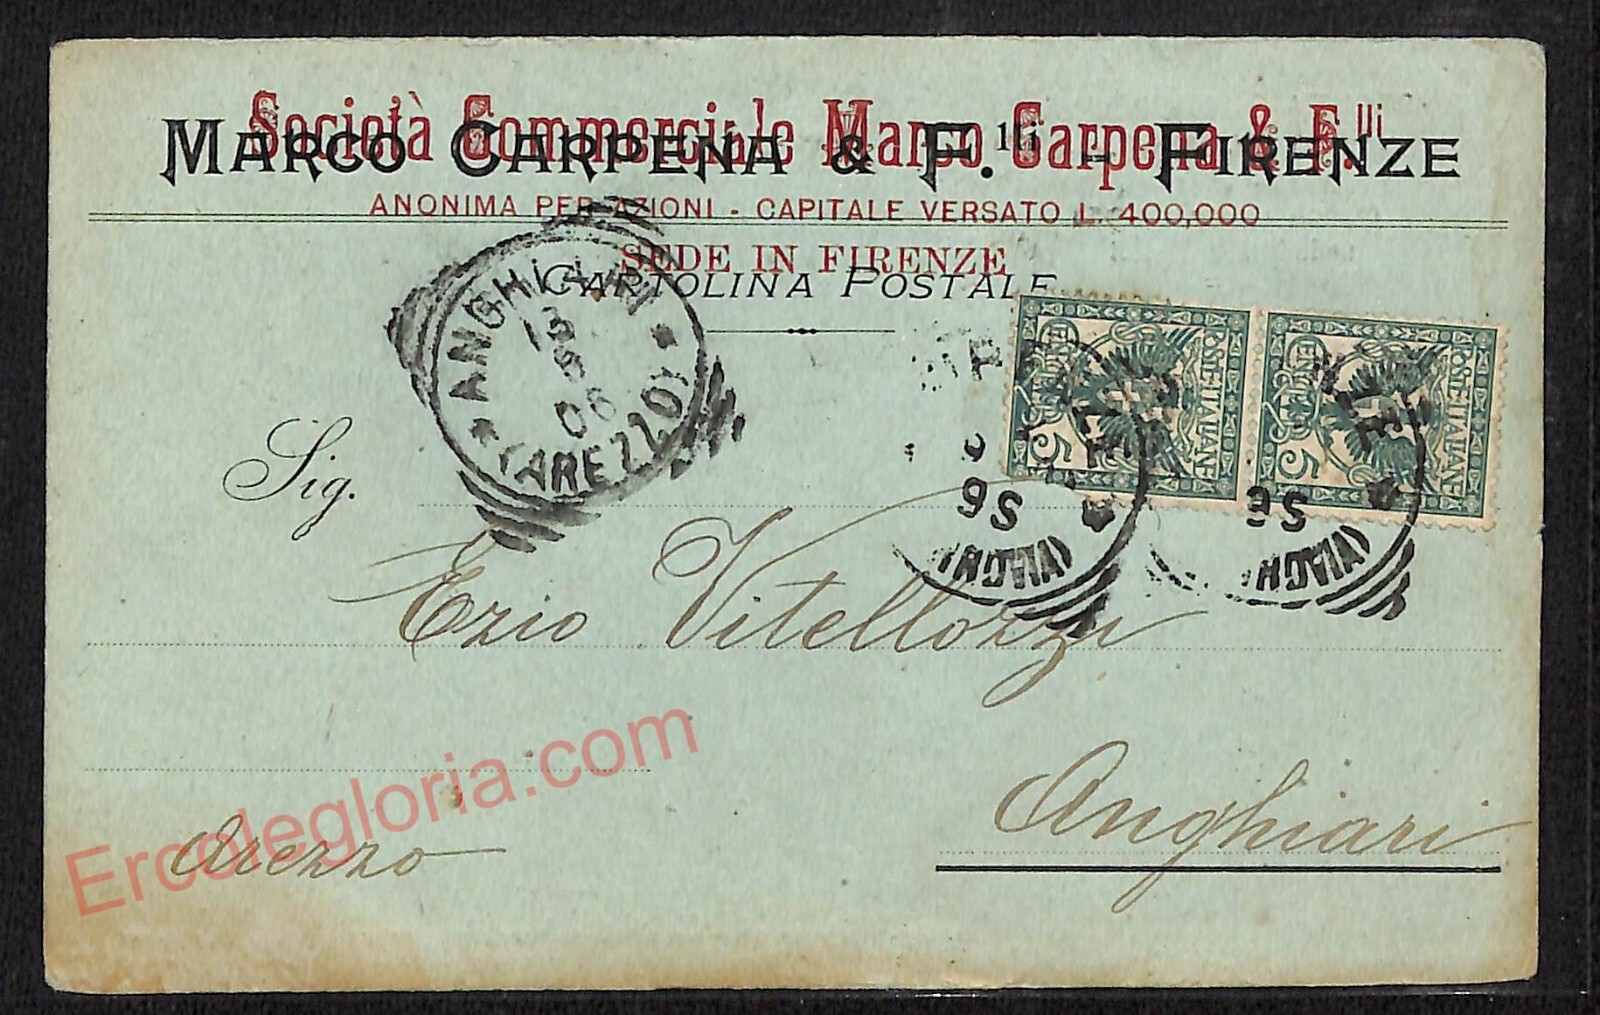 Società Commerciale Marco Carpena & F.lli
MARCO CARPENA & F.lli - FIRENZE
ANONIMA PER AZIONI - CAPITALE VERSATO L. 400,000
SEDE IN FIRENZE
CARTOLINA POSTALE
ANGHIARI
13
06
(AREZZO)
POSTE ITALIANE
5
POSTE ITALIANE
5
Sig.
Ezio Vitellozzi
Anghiari
Arezzo
Ercolegloria.com